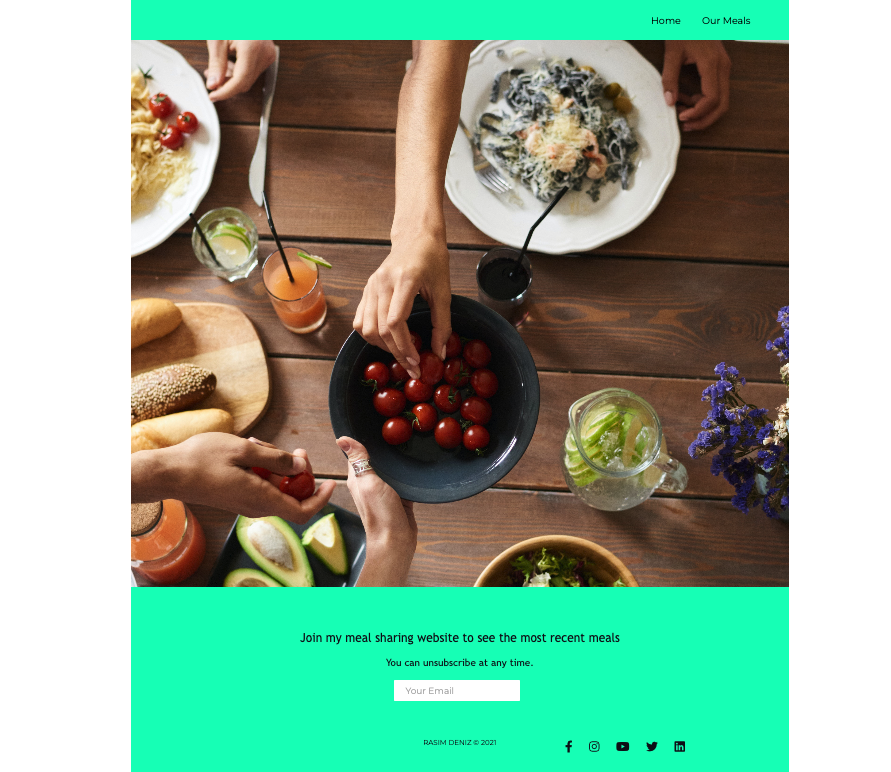 Home Our Meals
Join my meal sharing website to see the most recent meals
You can unsubscribe at any time.
Your Email
RASIM DENIZ © 2021